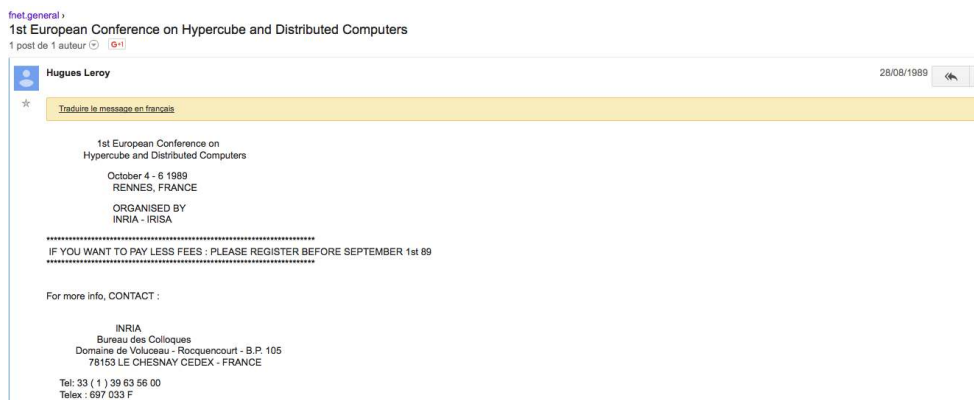 fnet.general ›
1st European Conference on Hypercube and Distributed Computers
1 post de 1 auteur G+1
Hugues Leroy 28/08/1989
Traduire le message en français
1st European Conference on
Hypercube and Distributed Computers
October 4 - 6 1989
RENNES, FRANCE
ORGANISED BY
INRIA - IRISA
***********************************************************************
IF YOU WANT TO PAY LESS FEES : PLEASE REGISTER BEFORE SEPTEMBER 1st 89
***********************************************************************
For more info, CONTACT :
INRIA
Bureau des Colloques
Domaine de Voluceau - Rocquencourt - B.P. 105
78153 LE CHESNAY CEDEX - FRANCE
Tel: 33 ( 1 ) 39 63 56 00
Telex : 697 033 F